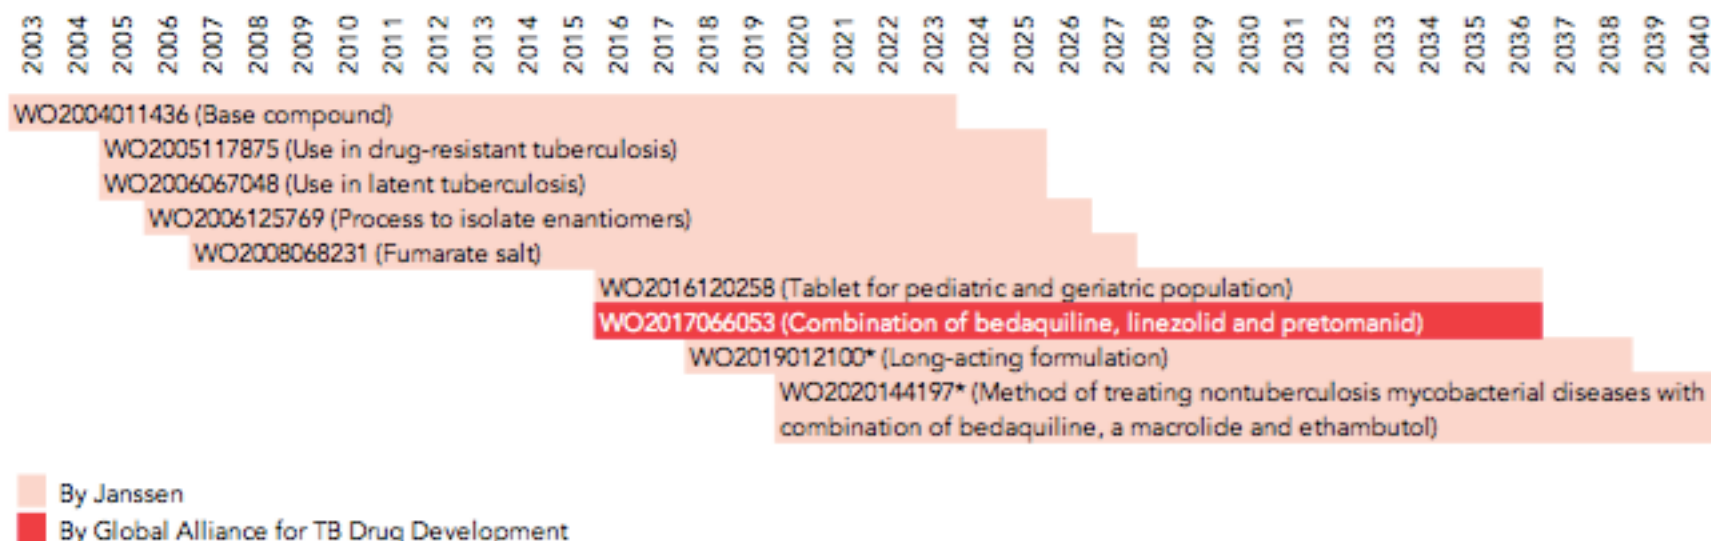 2003 2004 2005 2006 2007 2008 2009 2010 2011 2012 2013 2014 2015 2016 2017 2018 2019 2020 2021 2022 2023 2024 2025 2026 2027 2028 2029 2030 2031 2032 2033 2034 2035 2036 2037 2038 2039 2040
WO2004011436 (Base compound)
WO2005117875 (Use in drug-resistant tuberculosis)
WO2006067048 (Use in latent tuberculosis)
WO2006125769 (Process to isolate enantiomers)
WO2008068231 (Fumarate salt)
WO2016120258 (Tablet for pediatric and geriatric population)
WO2017066053 (Combination of bedaquiline, linezolid and pretomanid)
WO2019012100* (Long-acting formulation)
WO2020144197* (Method of treating nontuberculosis mycobacterial diseases with
combination of bedaquiline, a macrolide and ethambutol)
By Janssen
By Global Alliance for TB Drug Development